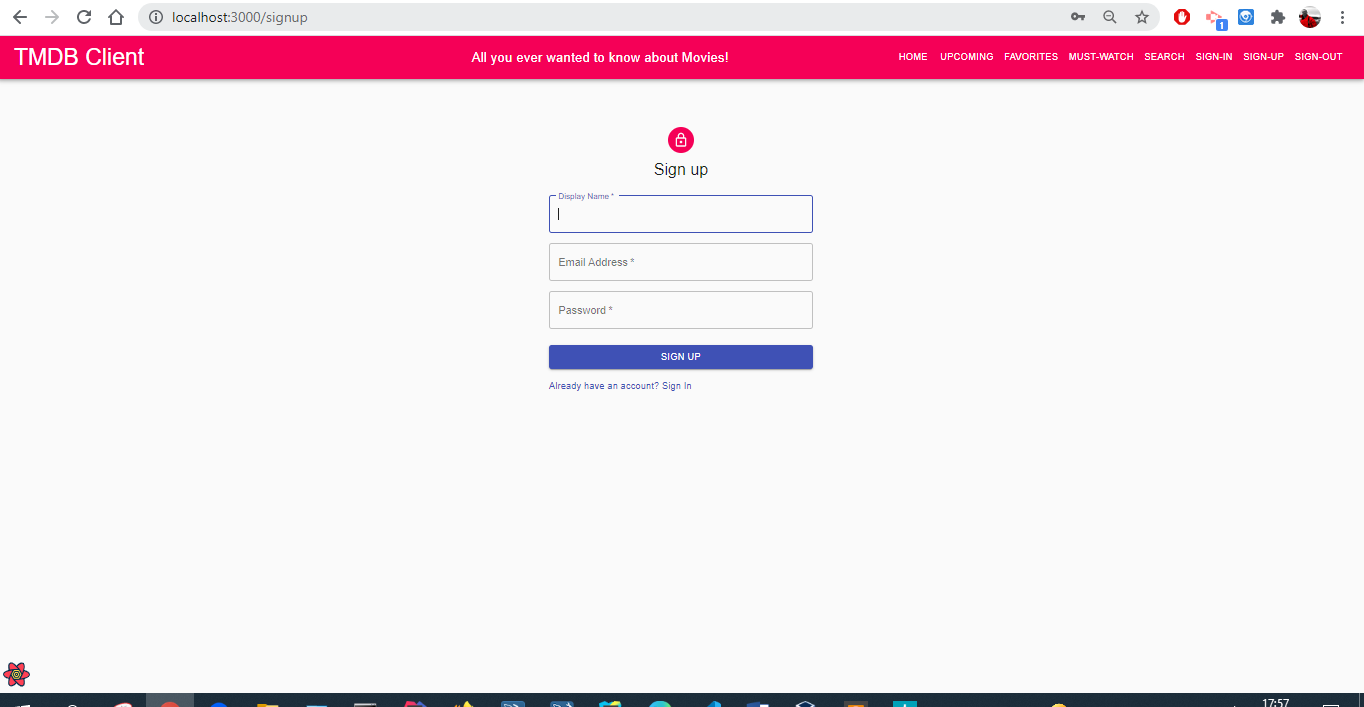 localhost:3000/signup
1
TMDB Client
All you ever wanted to know about Movies!
HOME UPCOMING FAVORITES MUST-WATCH SEARCH SIGN-IN SIGN-UP SIGN-OUT
Sign up
Display Name *
Email Address *
Password *
SIGN UP
Already have an account? Sign In
17:57